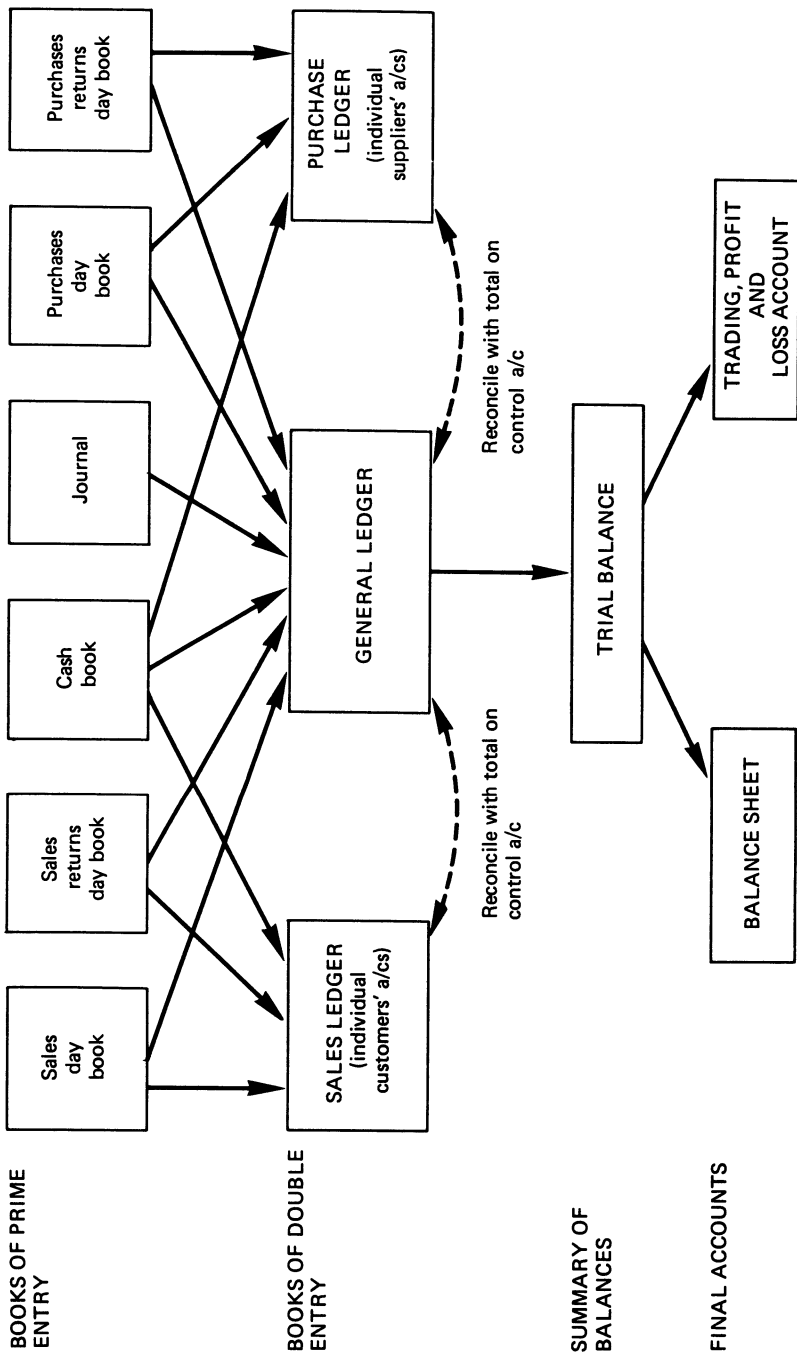 BOOKS OF PRIME
ENTRY
Sales
day
book
Sales
returns
day book
Cash
book
Journal
Purchases
day
book
Purchases
returns
day book
BOOKS OF DOUBLE
ENTRY
SALES LEDGER
(individual
customers' a/cs)
GENERAL LEDGER
PURCHASE
LEDGER
(individual
suppliers' a/cs)
Reconcile with total on
control a/c
Reconcile with total on
control a/c
SUMMARY OF
BALANCES
TRIAL BALANCE
FINAL ACCOUNTS
BALANCE SHEET
TRADING, PROFIT
AND
LOSS ACCOUNT